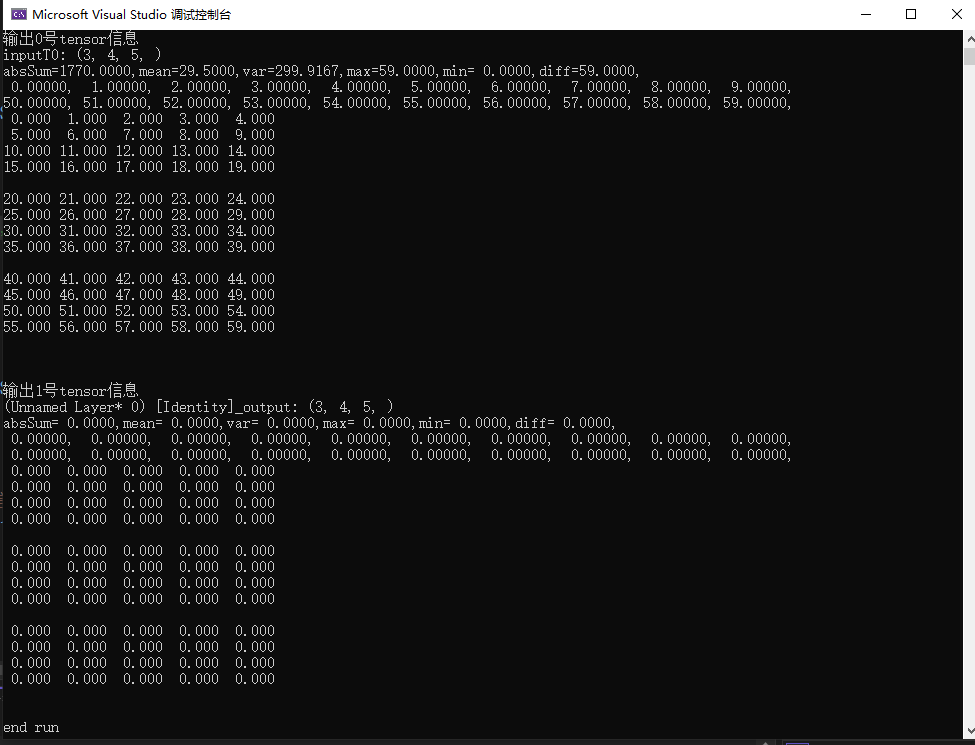 Microsoft Visual Studio 调试控制台
输出0号tensor信息
inputT0: (3, 4, 5, )
absSum=1770.0000,mean=29.5000,var=299.9167,max=59.0000,min= 0.0000,diff=59.0000,
 0.00000,  1.00000,  2.00000,  3.00000,  4.00000,  5.00000,  6.00000,  7.00000,  8.00000,  9.00000,
50.00000, 51.00000, 52.00000, 53.00000, 54.00000, 55.00000, 56.00000, 57.00000, 58.00000, 59.00000,
 0.000  1.000  2.000  3.000  4.000
 5.000  6.000  7.000  8.000  9.000
10.000 11.000 12.000 13.000 14.000
15.000 16.000 17.000 18.000 19.000
20.000 21.000 22.000 23.000 24.000
25.000 26.000 27.000 28.000 29.000
30.000 31.000 32.000 33.000 34.000
35.000 36.000 37.000 38.000 39.000
40.000 41.000 42.000 43.000 44.000
45.000 46.000 47.000 48.000 49.000
50.000 51.000 52.000 53.000 54.000
55.000 56.000 57.000 58.000 59.000
输出1号tensor信息
(Unnamed Layer* 0) [Identity]_output: (3, 4, 5, )
absSum= 0.0000,mean= 0.0000,var= 0.0000,max= 0.0000,min= 0.0000,diff= 0.0000,
 0.00000,  0.00000,  0.00000,  0.00000,  0.00000,  0.00000,  0.00000,  0.00000,  0.00000,  0.00000,
 0.00000,  0.00000,  0.00000,  0.00000,  0.00000,  0.00000,  0.00000,  0.00000,  0.00000,  0.00000,
 0.000  0.000  0.000  0.000  0.000
 0.000  0.000  0.000  0.000  0.000
 0.000  0.000  0.000  0.000  0.000
 0.000  0.000  0.000  0.000  0.000
 0.000  0.000  0.000  0.000  0.000
 0.000  0.000  0.000  0.000  0.000
 0.000  0.000  0.000  0.000  0.000
 0.000  0.000  0.000  0.000  0.000
 0.000  0.000  0.000  0.000  0.000
 0.000  0.000  0.000  0.000  0.000
 0.000  0.000  0.000  0.000  0.000
 0.000  0.000  0.000  0.000  0.000
end run